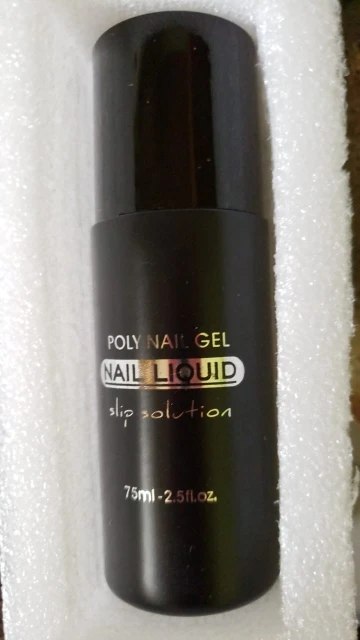 POLY NAIL GEL
NAIL LIQUID
slip solution
75ml-2.5fl.oz.